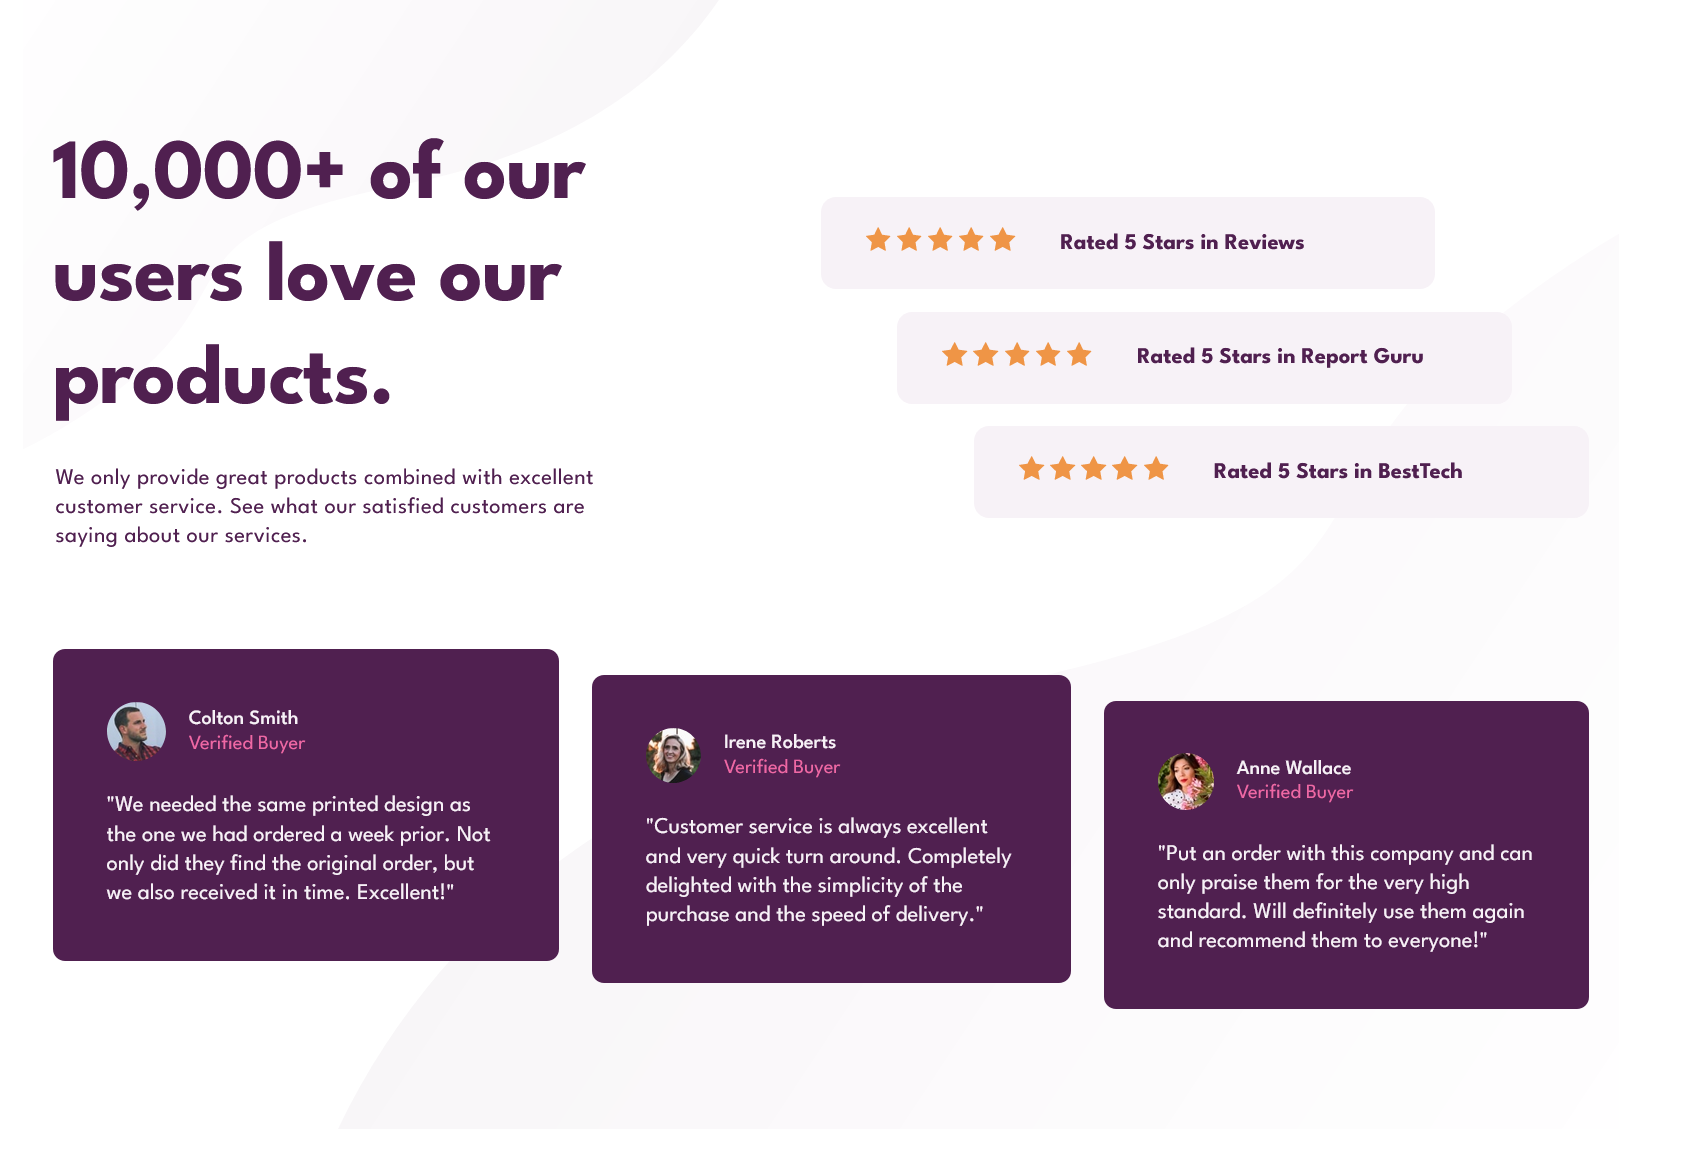 10,000+ of our
users love our
products.
We only provide great products combined with excellent
customer service. See what our satisfied customers are
saying about our services.
Rated 5 Stars in Reviews
Rated 5 Stars in Report Guru
Rated 5 Stars in BestTech
Colton Smith
Verified Buyer
"We needed the same printed design as
the one we had ordered a week prior. Not
only did they find the original order, but
we also received it in time. Excellent!"
Irene Roberts
Verified Buyer
"Customer service is always excellent
and very quick turn around. Completely
delighted with the simplicity of the
purchase and the speed of delivery."
Anne Wallace
Verified Buyer
"Put an order with this company and can
only praise them for the very high
standard. Will definitely use them again
and recommend them to everyone!"